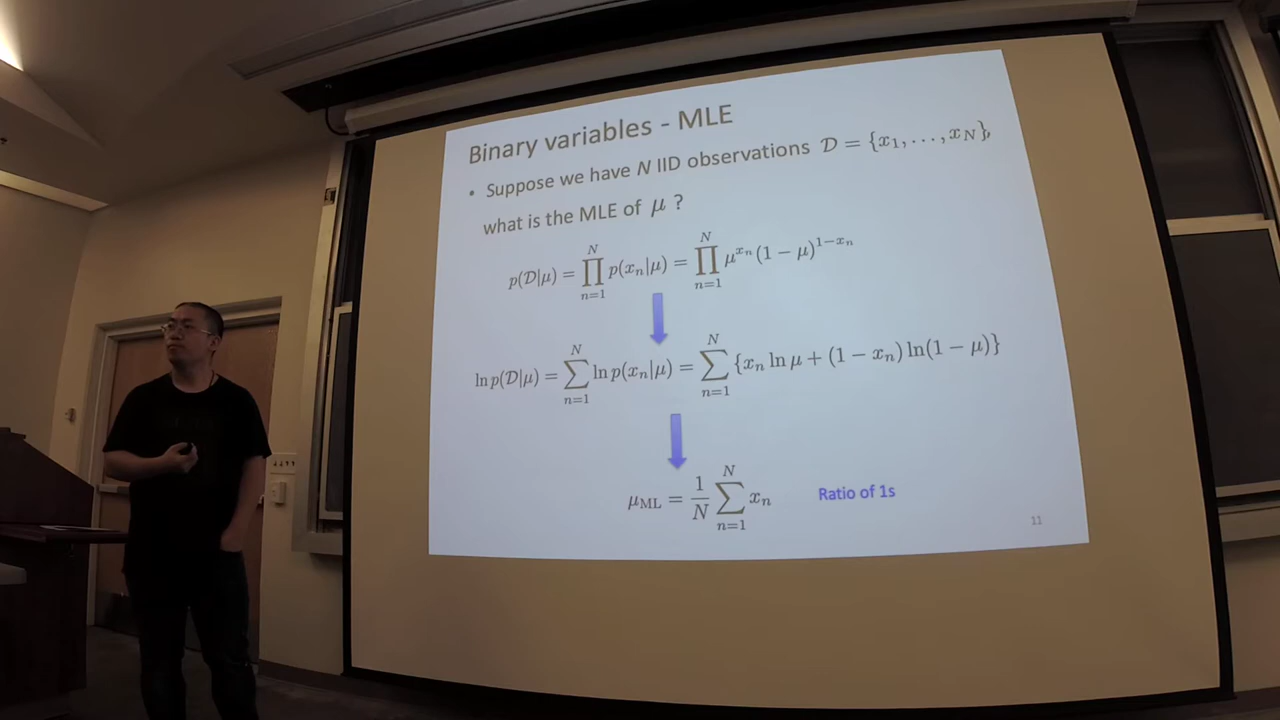 Binary variables - MLE
• Suppose we have N IID observations 𝒟 = {x₁, . . . , x_N},
what is the MLE of μ ?
p(𝒟|μ) = ∏_{n=1}^{N} p(x_n|μ) = ∏_{n=1}^{N} μ^{x_n}(1 − μ)^{1−x_n}
ln p(𝒟|μ) = ∑_{n=1}^{N} ln p(x_n|μ) = ∑_{n=1}^{N} {x_n ln μ + (1 − x_n) ln(1 − μ)}
μ_ML = 1/N ∑_{n=1}^{N} x_n Ratio of 1s
11